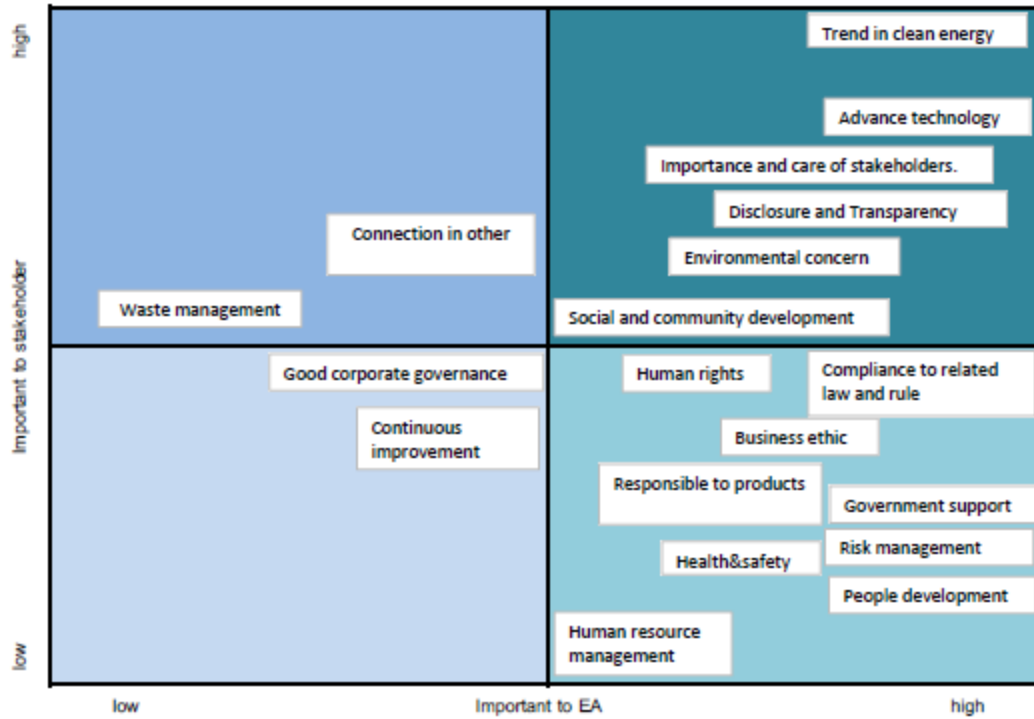 high
Trend in clean energy
Advance technology
Importance and care of stakeholders.
Disclosure and Transparency
Connection in other
Environmental concern
Waste management
Social and community development
Important to stakeholder
Good corporate governance
Human rights
Compliance to related
law and rule
Continuous
improvement
Business ethic
Responsible to products
Government support
Risk management
Health&safety
People development
Human resource
management
low
low
Important to EA
high